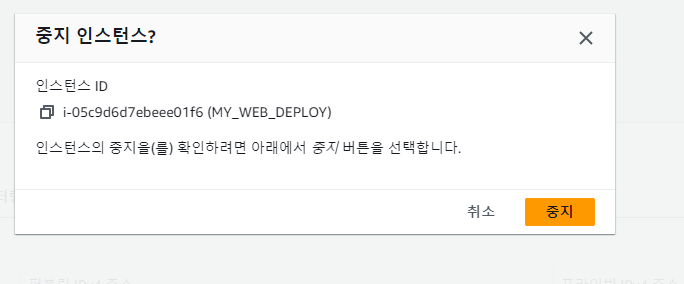 중지 인스턴스?
인스턴스 ID
i-05c9d6d7ebeee01f6 (MY_WEB_DEPLOY)
인스턴스의 중지을(를) 확인하려면 아래에서 중지 버튼을 선택합니다.
취소
중지